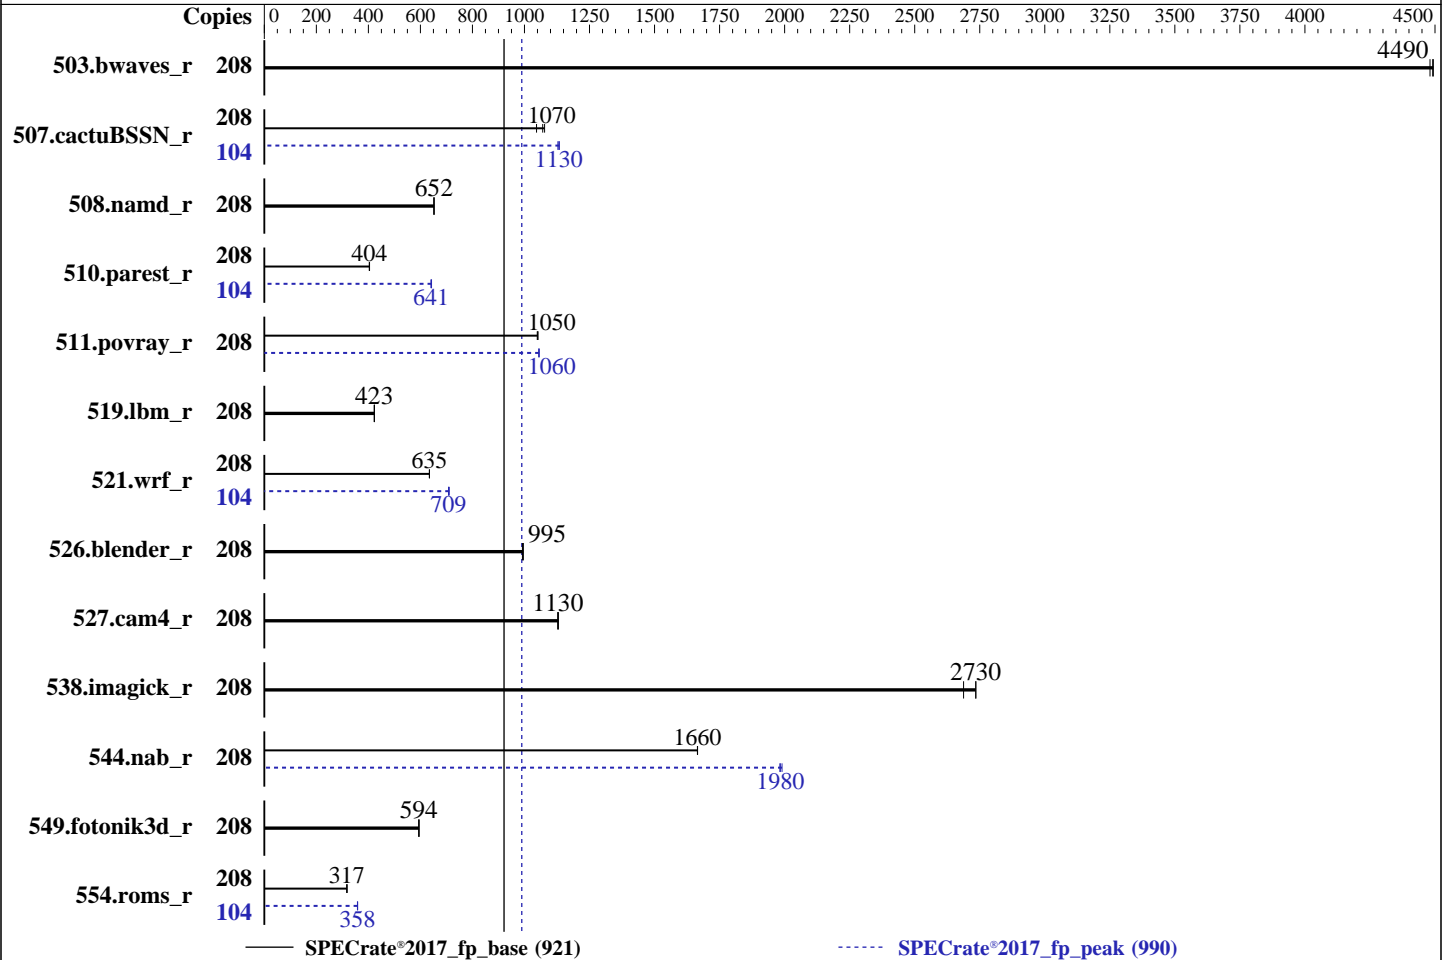 Copies 0 200 400 600 800 1000 1250 1500 1750 2000 2250 2500 2750 3000 3250 3500 3750 4000 4500
503.bwaves_r 208 4490
507.cactuBSSN_r 208 1070
104 1130
508.namd_r 208 652
510.parest_r 208 404
104 641
511.povray_r 208 1050
1060
519.lbm_r 208 423
521.wrf_r 208 635
104 709
526.blender_r 208 995
527.cam4_r 208 1130
538.imagick_r 208 2730
544.nab_r 208 1660
1980
549.fotonik3d_r 208 594
554.roms_r 208 317
104 358
SPECrate®2017_fp_base (921) SPECrate®2017_fp_peak (990)